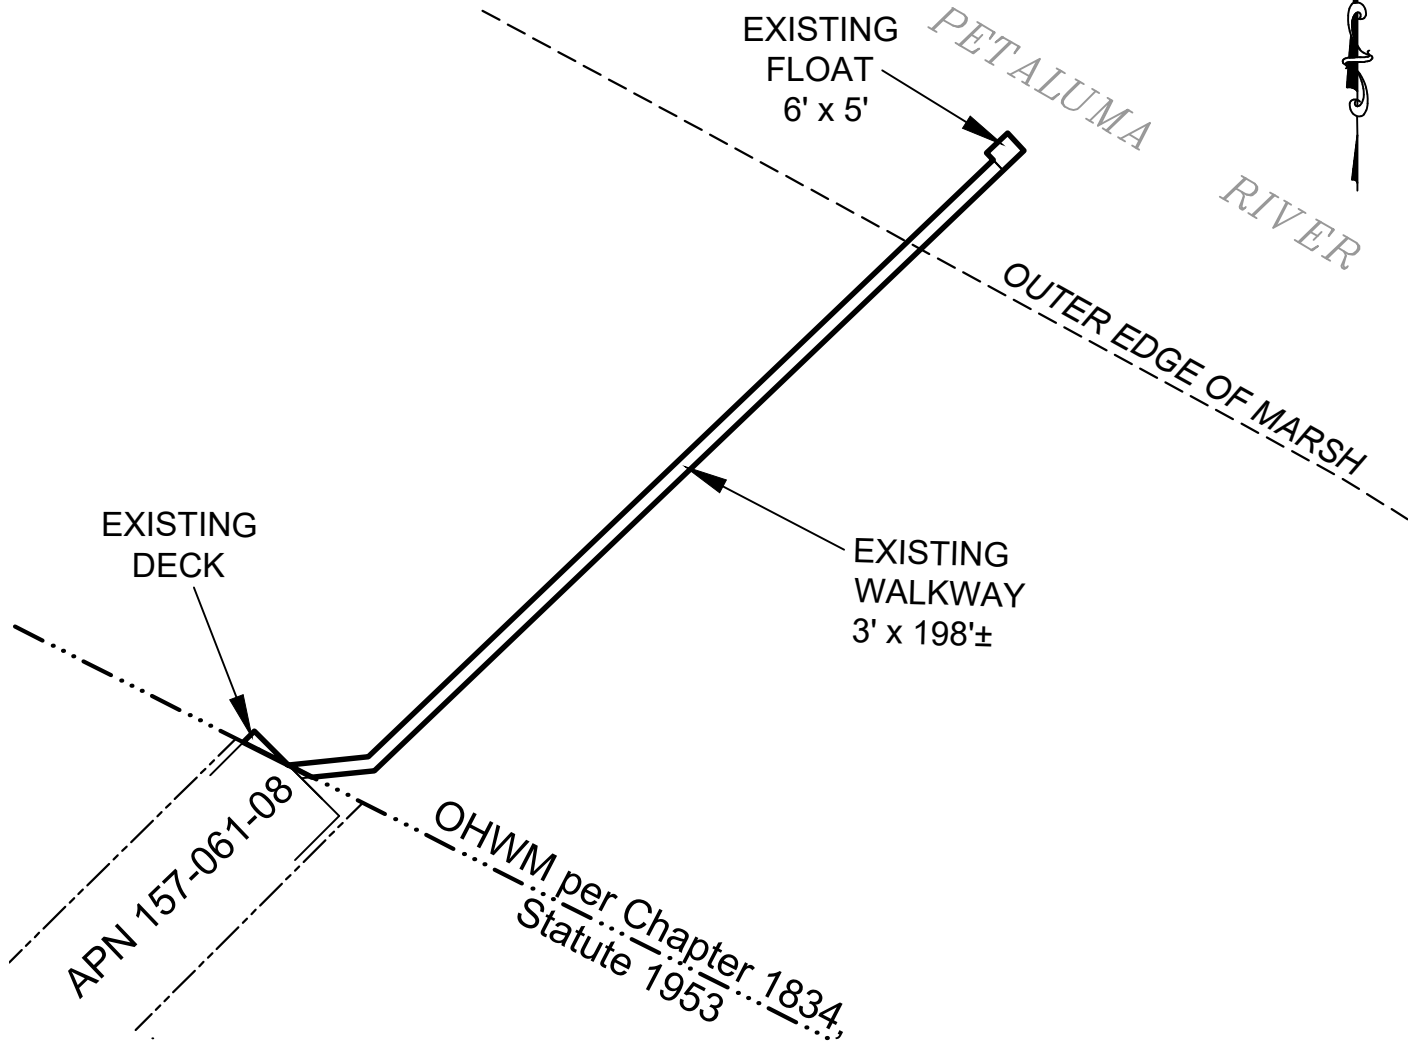 EXISTING
FLOAT
6' x 5'
PETALUMA
RIVER
OUTER EDGE OF MARSH
EXISTING
DECK
EXISTING
WALKWAY
3' x 198'±
APN 157-061-08
OHWM per Chapter 1834,
Statute 1953